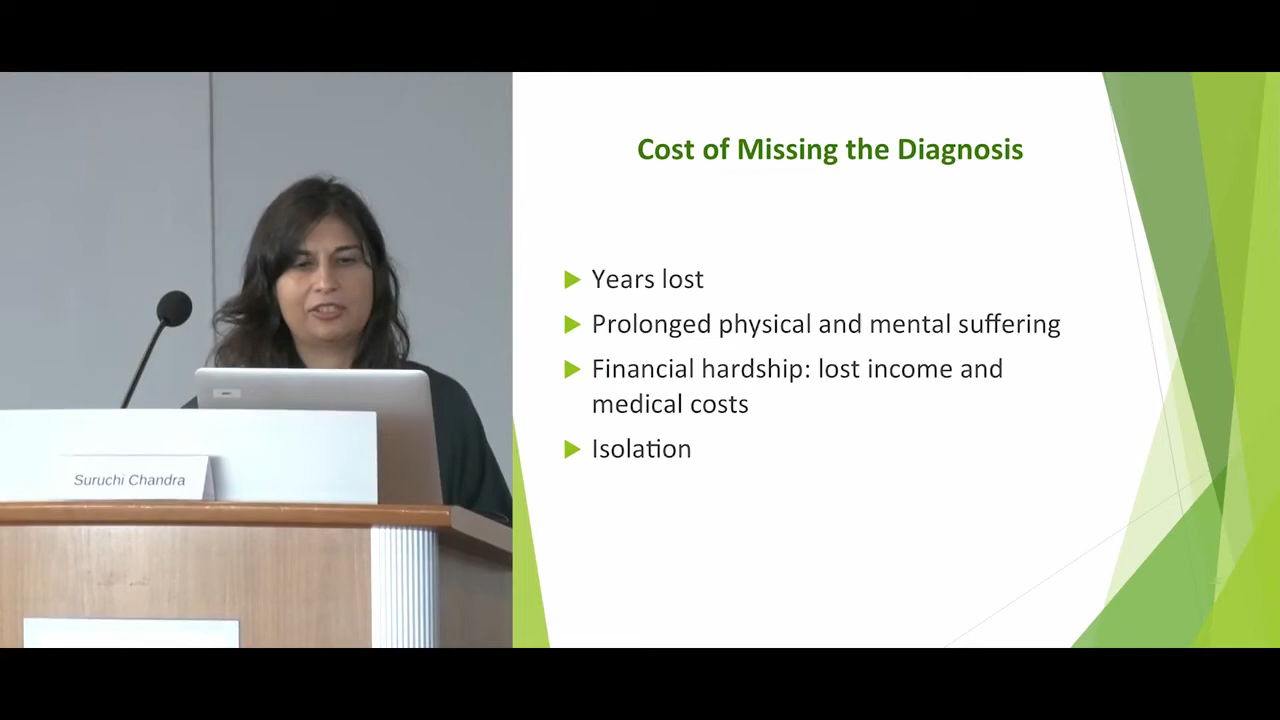 Cost of Missing the Diagnosis
Years lost
Prolonged physical and mental suffering
Financial hardship: lost income and
medical costs
Isolation
Suruchi Chandra